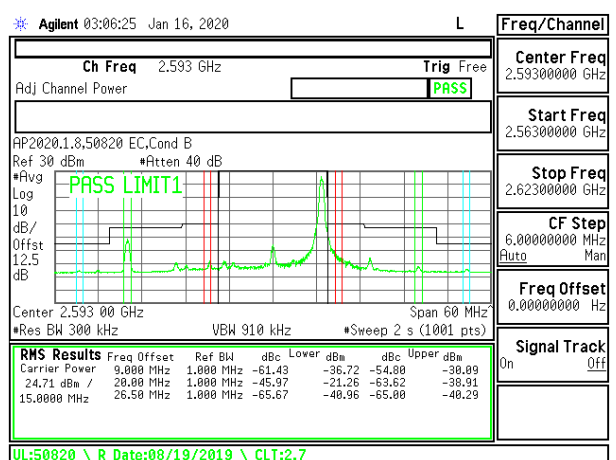 Agilent 03:06:25 Jan 16, 2020 L
Freq/Channel
Ch Freq 2.593 GHz Trig Free
Adj Channel Power PASS
AP2020.1.8,50820 EC,Cond B
Ref 30 dBm #Atten 40 dB
#Avg
Log
10
dB/
Offst
12.5
dB
PASS LIMIT1
Center 2.593 00 GHz Span 60 MHz
#Res BW 300 kHz VBW 910 kHz #Sweep 2 s (1001 pts)
RMS Results Freq Offset Ref BW dBc Lower dBm dBc Upper dBm
Carrier Power 9.000 MHz 1.000 MHz -61.43 -36.72 -54.80 -30.09
24.71 dBm / 20.00 MHz 1.000 MHz -45.97 -21.26 -63.62 -38.91
15.0000 MHz 26.50 MHz 1.000 MHz -65.67 -40.96 -65.00 -40.29
UL:50820 \ R Date:08/19/2019 \ CLT:2.7
Center Freq
2.59300000 GHz
Start Freq
2.56300000 GHz
Stop Freq
2.62300000 GHz
CF Step
6.00000000 MHz
Auto Man
Freq Offset
0.00000000 Hz
Signal Track
On Off